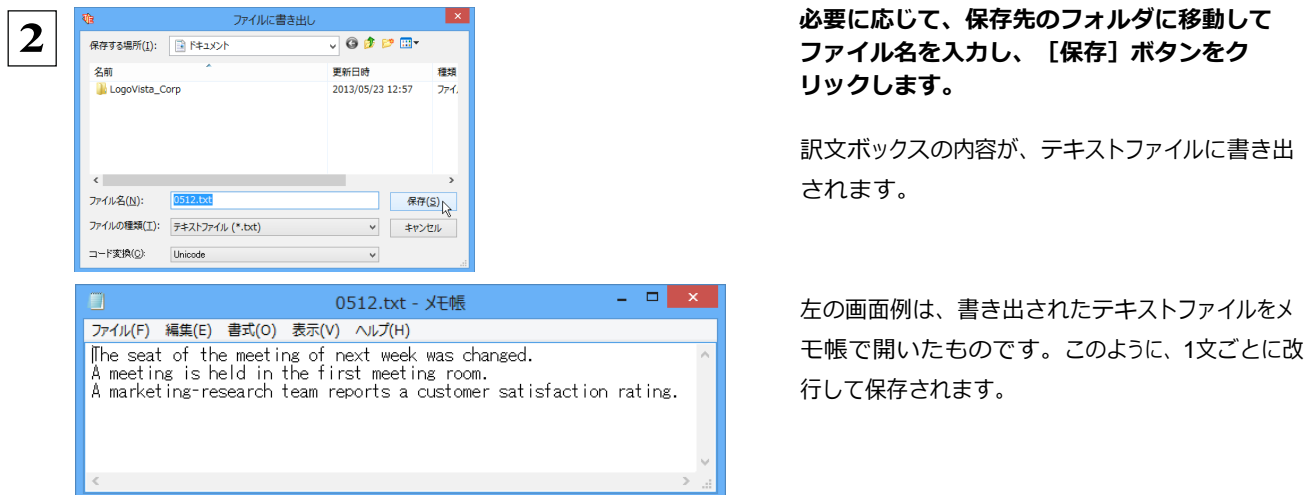 2
ファイルに書き出し
保存する場所(I): ドキュメント
名前 更新日時 種類
LogoVista_Corp 2013/05/23 12:57 ファイ
ファイル名(N): 0512.txt 保存(S)
ファイルの種類(T): テキストファイル (*.txt) キャンセル
コード変換(C): Unicode
必要に応じて、保存先のフォルダに移動して
ファイル名を入力し、［保存］ボタンをク
リックします。
訳文ボックスの内容が、テキストファイルに書き出
されます。
0512.txt - メモ帳
ファイル(F) 編集(E) 書式(O) 表示(V) ヘルプ(H)
The seat of the meeting of next week was changed.
A meeting is held in the first meeting room.
A marketing-research team reports a customer satisfaction rating.
左の画面例は、書き出されたテキストファイルをメ
モ帳で開いたものです。このように、1文ごとに改
行して保存されます。